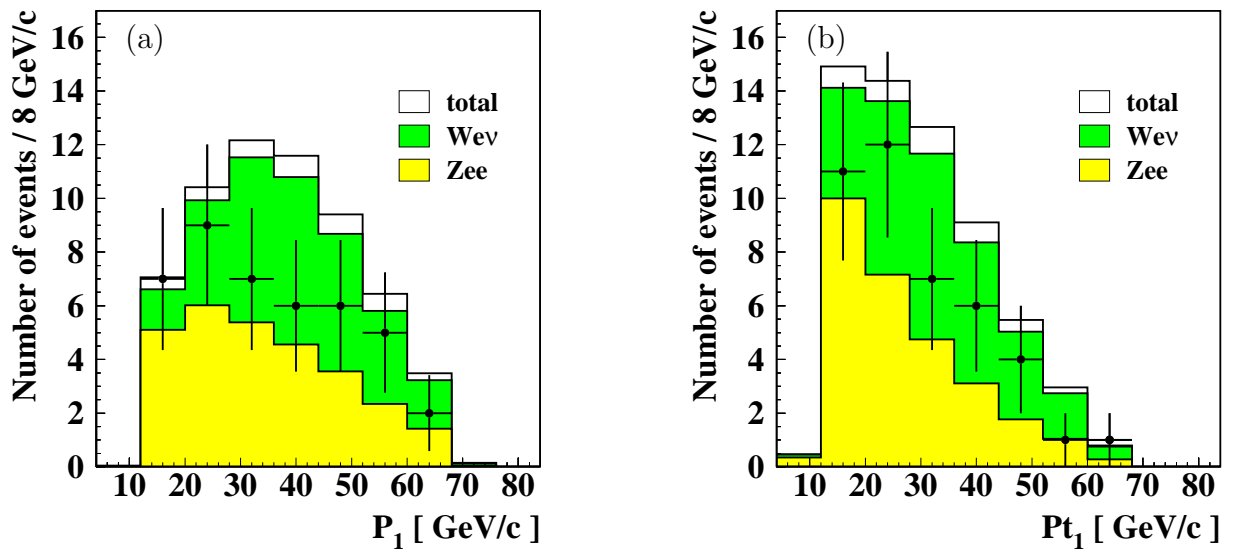 Number of events / 8 GeV/c
(a)
total
Weν
Zee
16
14
12
10
8
6
4
2
0
10 20 30 40 50 60 70 80
P1 [ GeV/c ]
Number of events / 8 GeV/c
(b)
total
Weν
Zee
16
14
12
10
8
6
4
2
0
10 20 30 40 50 60 70 80
Pt1 [ GeV/c ]